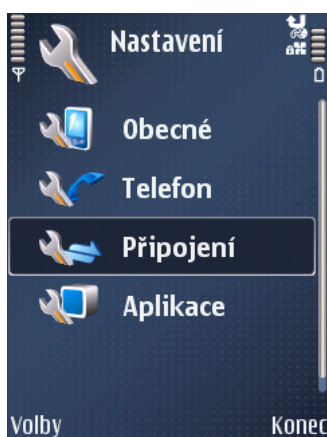 Nastavení
Obecné
Telefon
Připojení
Aplikace
Volby Konec